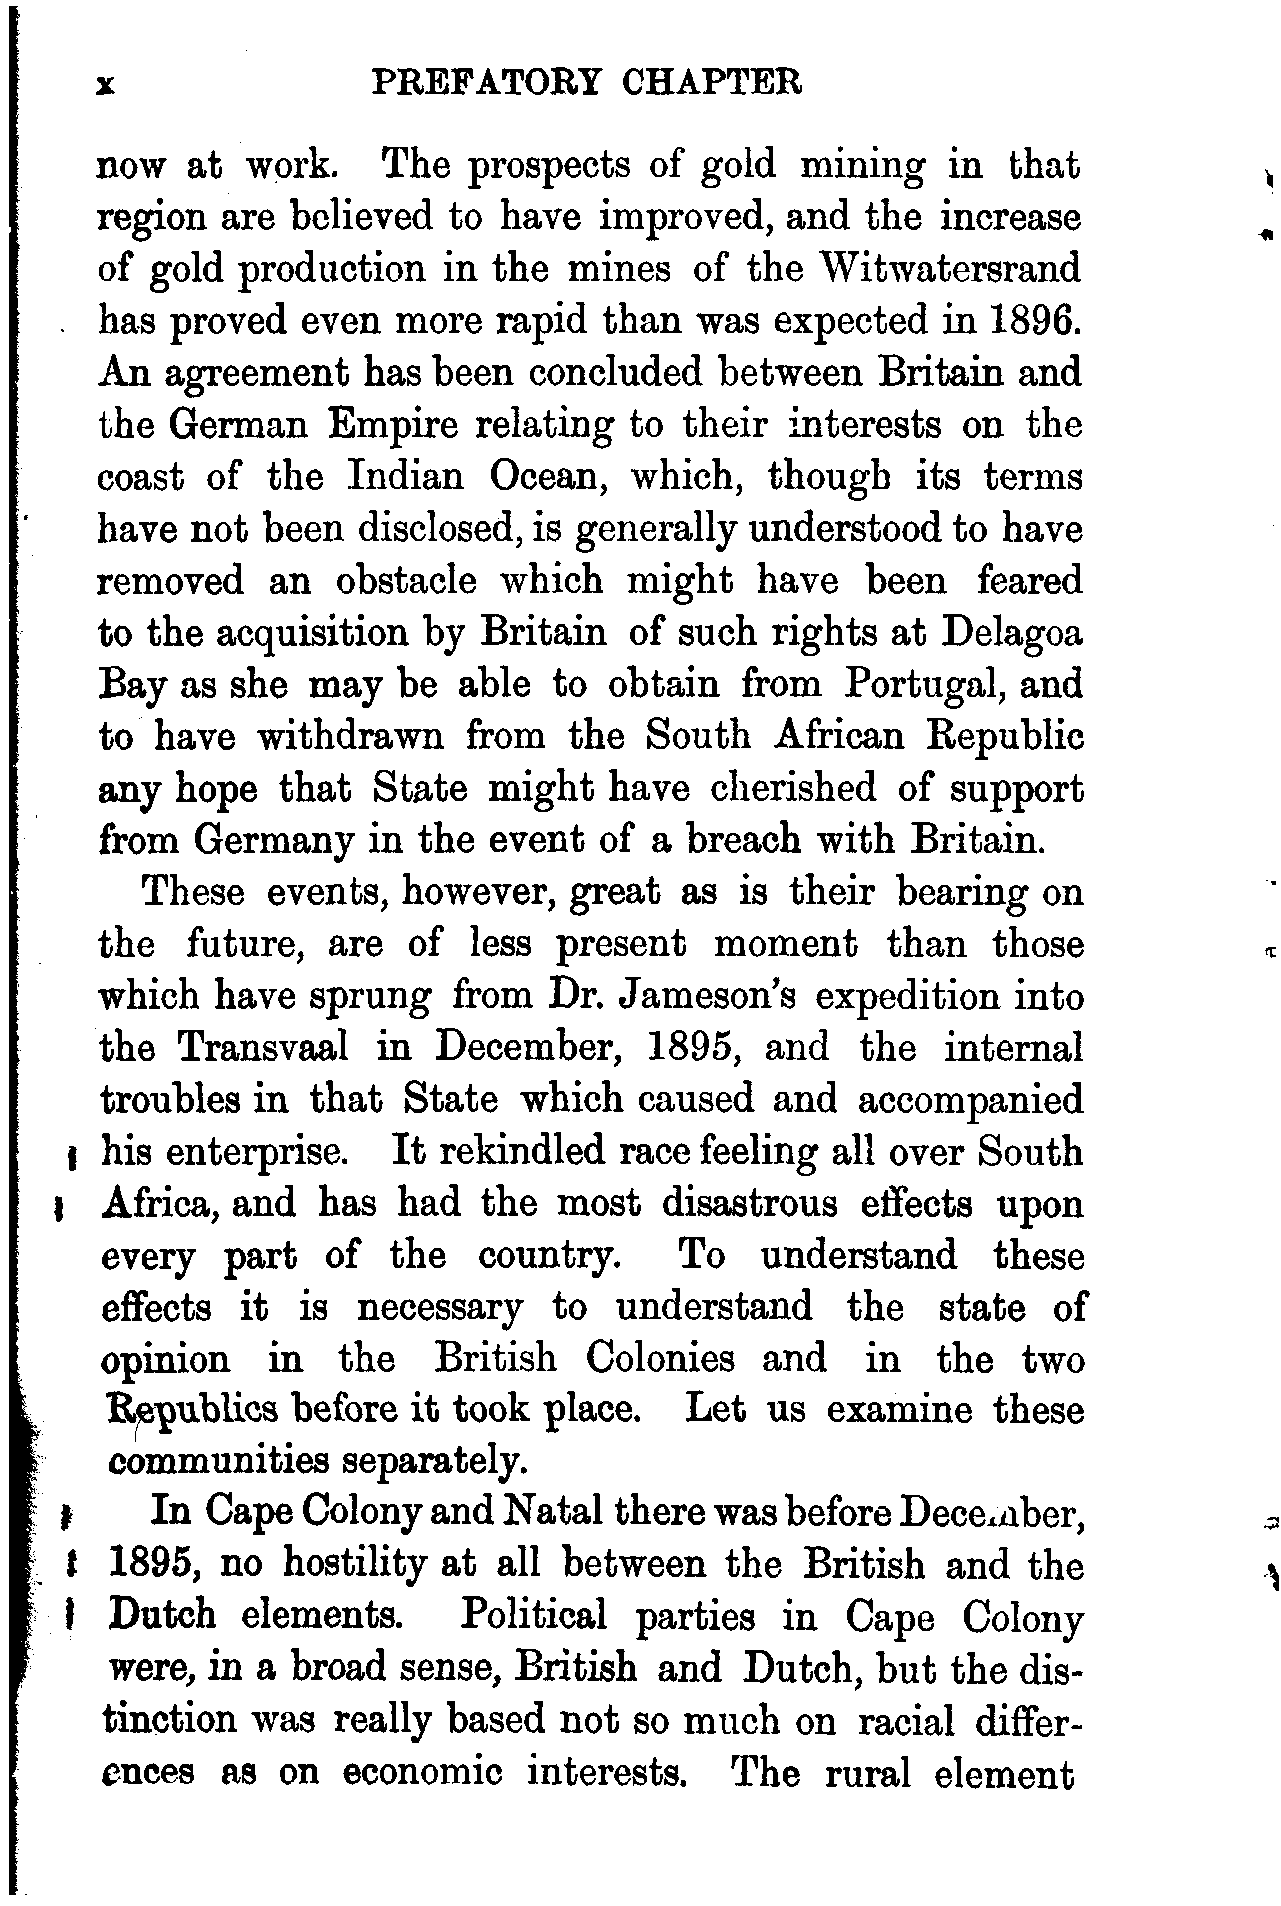 x PREFATORY CHAPTER
now at work. The prospects of gold mining in that
region are believed to have improved, and the increase
of gold production in the mines of the Witwatersrand
has proved even more rapid than was expected in 1896.
An agreement has been concluded between Britain and
the German Empire relating to their interests on the
coast of the Indian Ocean, which, though its terms
have not been disclosed, is generally understood to have
removed an obstacle which might have been feared
to the acquisition by Britain of such rights at Delagoa
Bay as she may be able to obtain from Portugal, and
to have withdrawn from the South African Republic
any hope that State might have cherished of support
from Germany in the event of a breach with Britain.
These events, however, great as is their bearing on
the future, are of less present moment than those
which have sprung from Dr. Jameson's expedition into
the Transvaal in December, 1895, and the internal
troubles in that State which caused and accompanied
his enterprise. It rekindled race feeling all over South
Africa, and has had the most disastrous effects upon
every part of the country. To understand these
effects it is necessary to understand the state of
opinion in the British Colonies and in the two
Republics before it took place. Let us examine these
communities separately.
In Cape Colony and Natal there was before December,
1895, no hostility at all between the British and the
Dutch elements. Political parties in Cape Colony
were, in a broad sense, British and Dutch, but the dis-
tinction was really based not so much on racial differ-
ences as on economic interests. The rural element